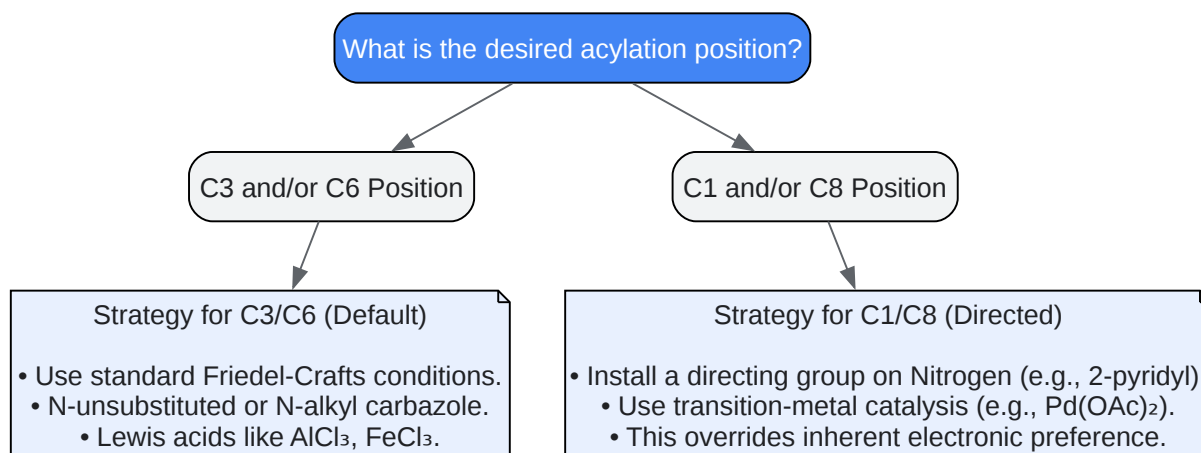 What is the desired acylation position?
C3 and/or C6 Position
C1 and/or C8 Position
Strategy for C3/C6 (Default)
• Use standard Friedel-Crafts conditions.
• N-unsubstituted or N-alkyl carbazole.
• Lewis acids like AlCl₃, FeCl₃.
Strategy for C1/C8 (Directed)
• Install a directing group on Nitrogen (e.g., 2-pyridyl)
• Use transition-metal catalysis (e.g., Pd(OAc)₂).
• This overrides inherent electronic preference.